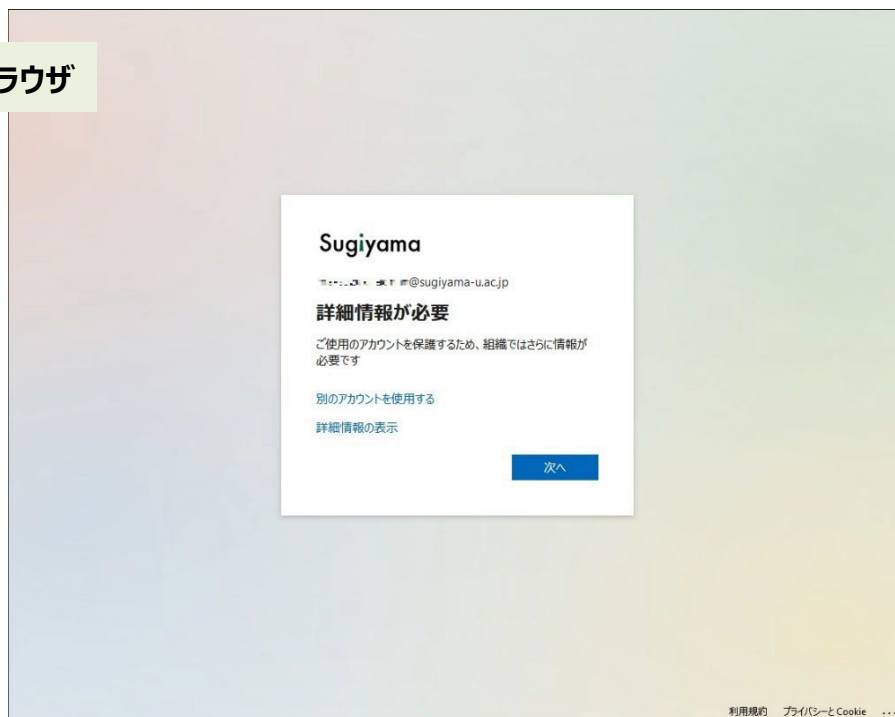 ラウザ
Sugiyama
@sugiyama-u.ac.jp
詳細情報が必要
ご使用のアカウントを保護するため、組織ではさらに情報が
必要です
別のアカウントを使用する
詳細情報の表示
次へ
利用規約 プライバシーと Cookie ...